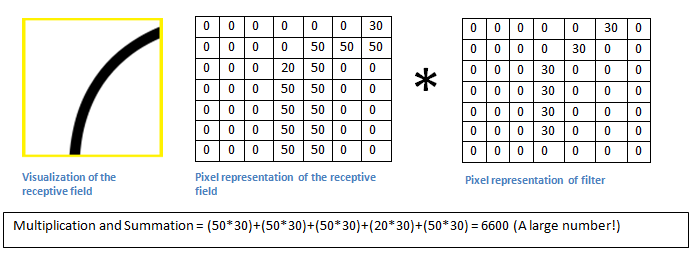 0 0 0 0 0 0 30
0 0 0 0 50 50 50
0 0 0 20 50 0 0
0 0 0 50 50 0 0
0 0 0 50 50 0 0
0 0 0 50 50 0 0
0 0 0 50 50 0 0
*
0 0 0 0 0 30 0
0 0 0 0 30 0 0
0 0 0 30 0 0 0
0 0 0 30 0 0 0
0 0 0 30 0 0 0
0 0 0 30 0 0 0
0 0 0 0 0 0 0
Visualization of the
receptive field
Pixel representation of the receptive
field
Pixel representation of filter
Multiplication and Summation = (50*30)+(50*30)+(50*30)+(20*30)+(50*30) = 6600 (A large number!)